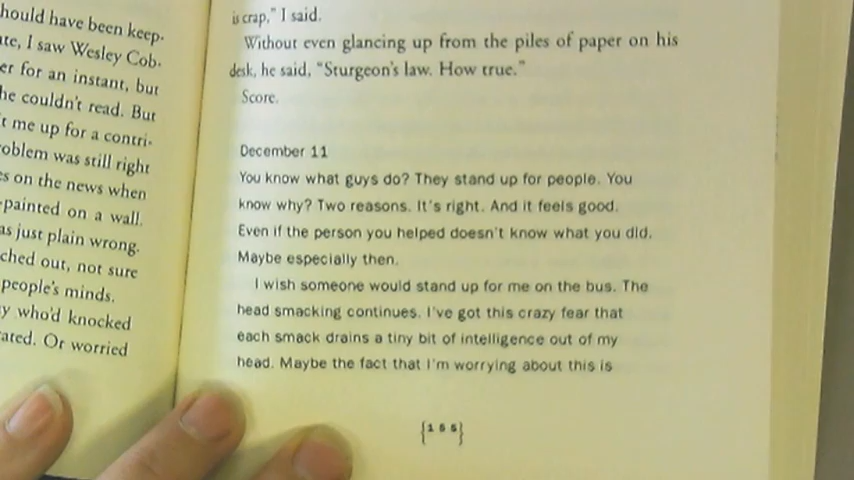 hould have been keep-
te, I saw Wesley Cob-
er for an instant, but
he couldn't read. But
t me up for a contri-
oblem was still right
es on the news when
-painted on a wall.
as just plain wrong.
ched out, not sure
people's minds.
y who'd knocked
ated. Or worried
is crap," I said.
Without even glancing up from the piles of paper on his
desk, he said, "Sturgeon's law. How true."
Score.
December 11
You know what guys do? They stand up for people. You
know why? Two reasons. It's right. And it feels good.
Even if the person you helped doesn't know what you did.
Maybe especially then.
I wish someone would stand up for me on the bus. The
head smacking continues. I've got this crazy fear that
each smack drains a tiny bit of intelligence out of my
head. Maybe the fact that I'm worrying about this is
{155}